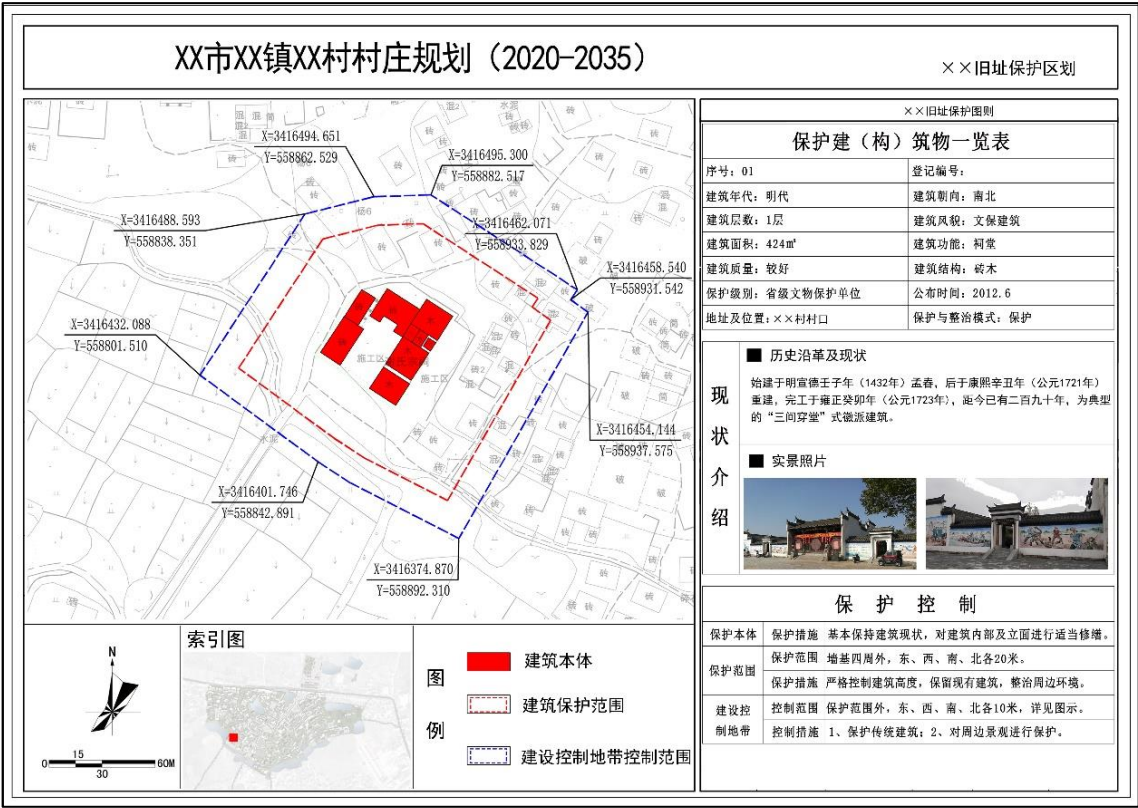 XX市XX镇XX村村庄规划（2020-2035）
××旧址保护区划
X=3416494.651
Y=558862.529
X=3416495.300
Y=558882.517
X=3416488.593
Y=558838.351
X=3416462.071
Y=558933.829
X=3416458.540
Y=558931.542
X=3416432.088
Y=558801.510
X=3416454.144
Y=558937.575
X=3416401.746
Y=558842.891
X=3416374.870
Y=558892.310
施工区
施工区
水泥
N
0 15 30 60M
索引图
图例
建筑本体
建筑保护范围
建设控制地带控制范围
××旧址保护图则
保护建（构）筑物一览表
序号：01 登记编号：
建筑年代：明代 建筑朝向：南北
建筑层数：1层 建筑风貌：文保建筑
建筑面积：424㎡ 建筑功能：祠堂
建筑质量：较好 建筑结构：砖木
保护级别：省级文物保护单位 公布时间：2012.6
地址及位置：××村村口 保护与整治模式：保护
现状介绍
■ 历史沿革及现状
始建于明宣德壬子年（1432年）孟春，后于康熙辛丑年（公元1721年）
重建，完工于雍正癸卯年（公元1723年），距今已有二百九十年，为典型
的“三间穿堂”式徽派建筑。
■ 实景照片
保护控制
保护本体 保护措施 基本保持建筑现状，对建筑内部及立面进行适当修缮。
保护范围 保护范围 墙基四周外，东、西、南、北各20米。
保护措施 严格控制建筑高度，保留现有建筑，整治周边环境。
建设控制地带 控制范围 保护范围外，东、西、南、北各10米，详见图示。
控制措施 1、保护传统建筑；2、对周边景观进行保护。